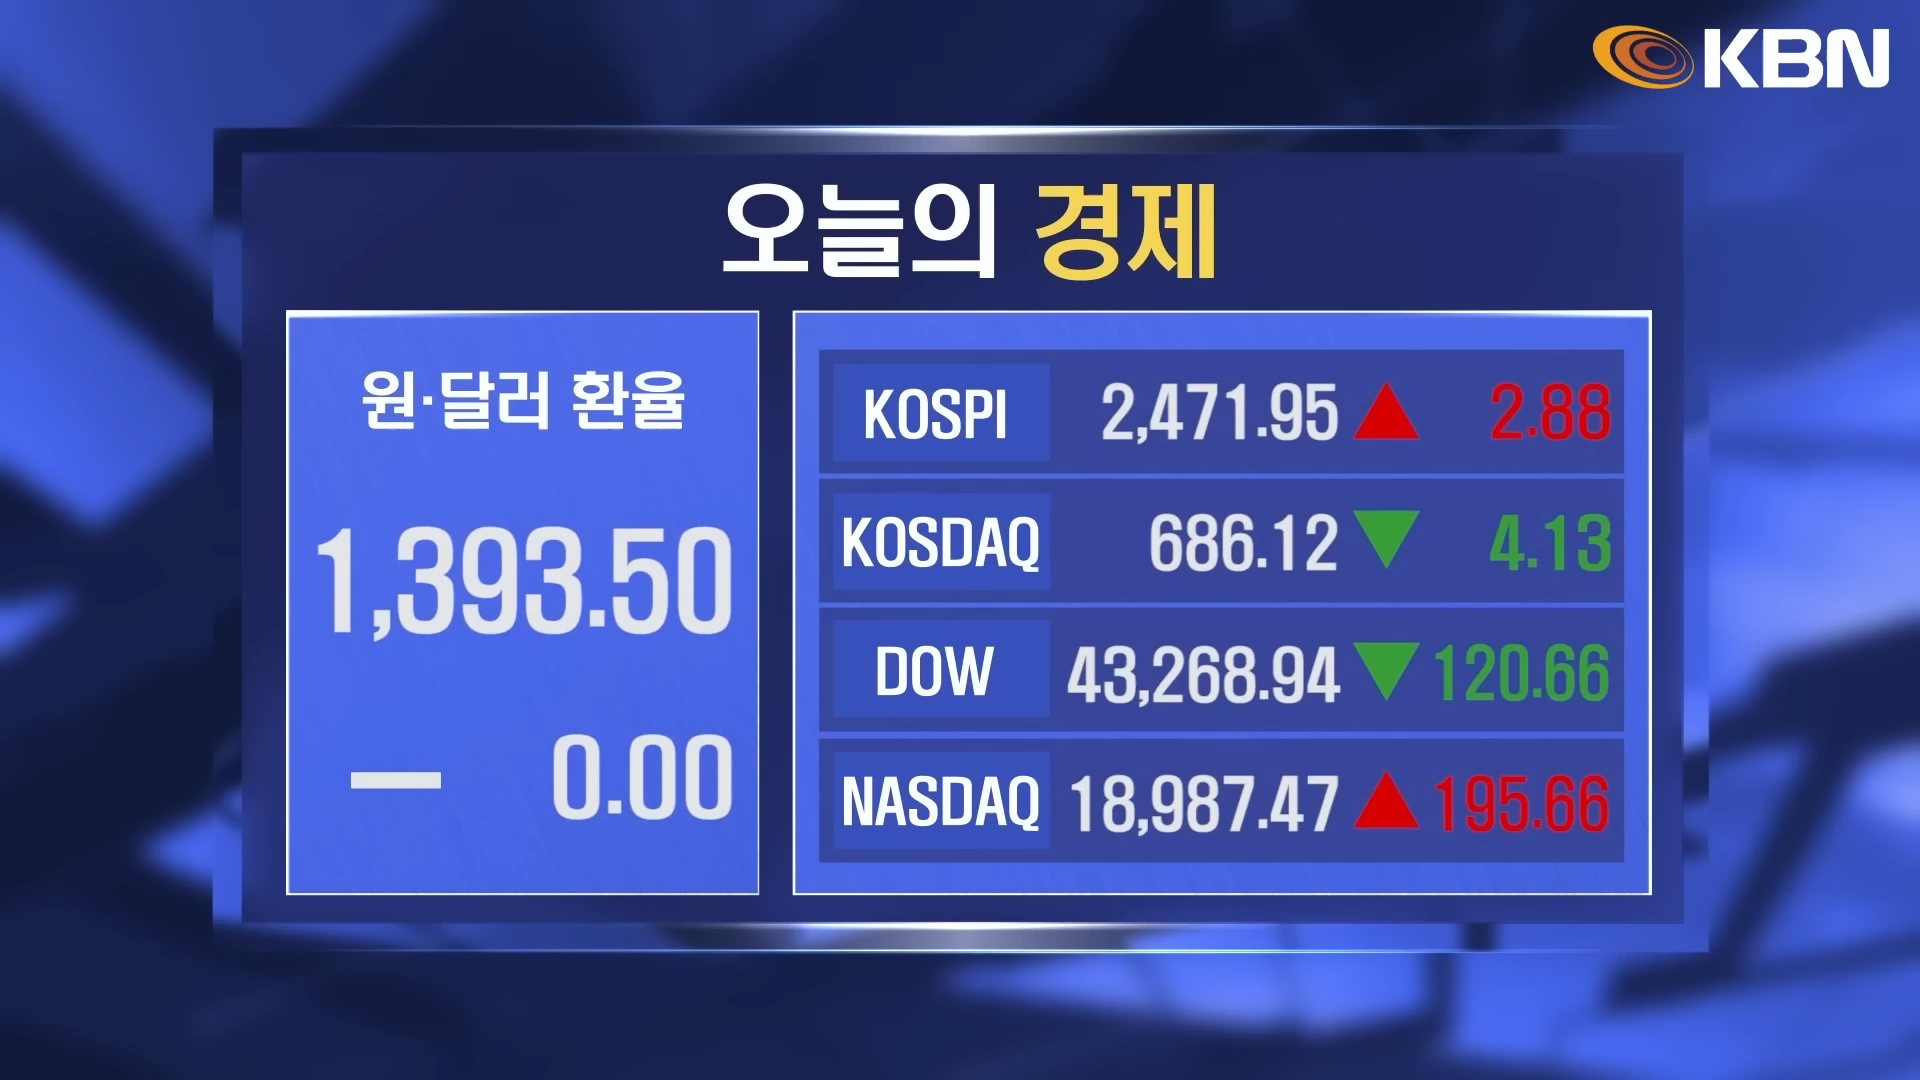 KBN
오늘의 경제
원·달러 환율
1,393.50
― 0.00
KOSPI 2,471.95 ▲ 2.88
KOSDAQ 686.12 ▼ 4.13
DOW 43,268.94 ▼ 120.66
NASDAQ 18,987.47 ▲ 195.66